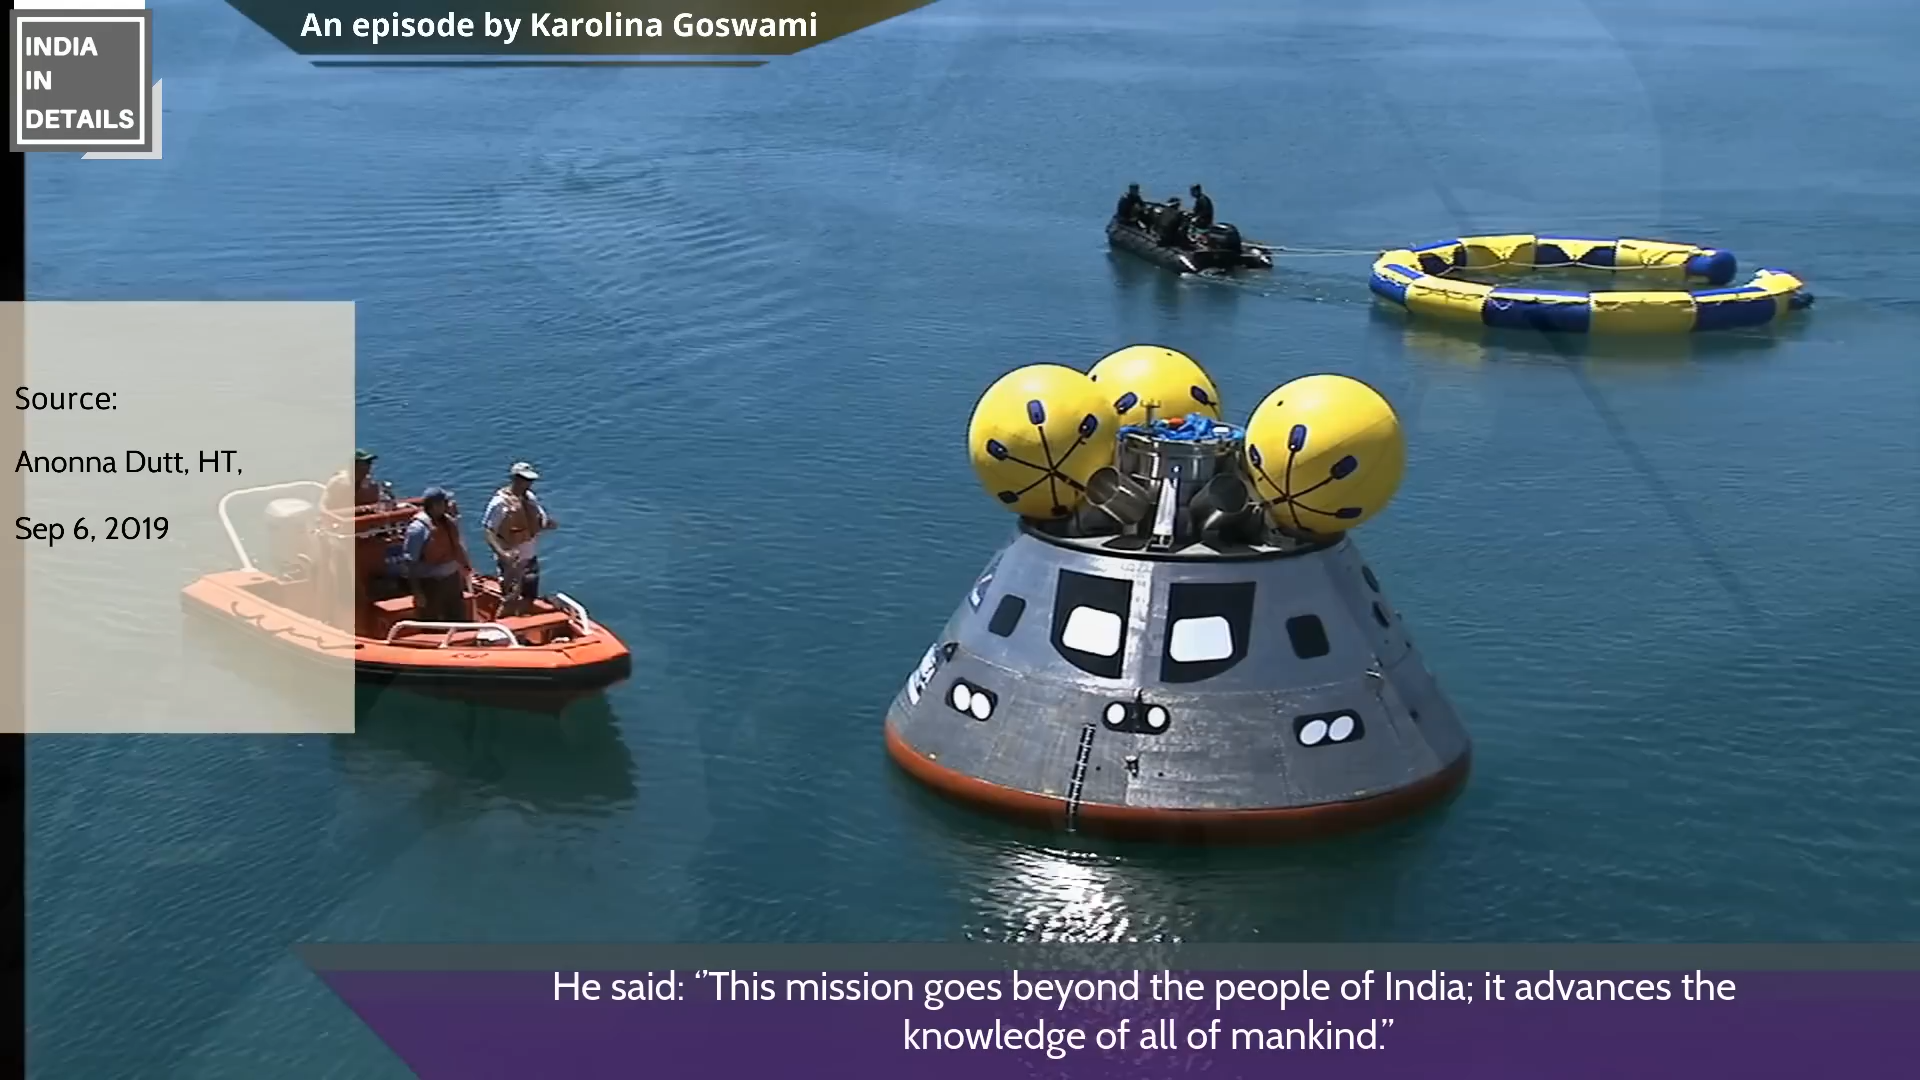 An episode by Karolina Goswami
INDIA
IN
DETAILS
Source:
Anonna Dutt, HT,
Sep 6, 2019
He said: ‘’This mission goes beyond the people of India; it advances the
knowledge of all of mankind.’’